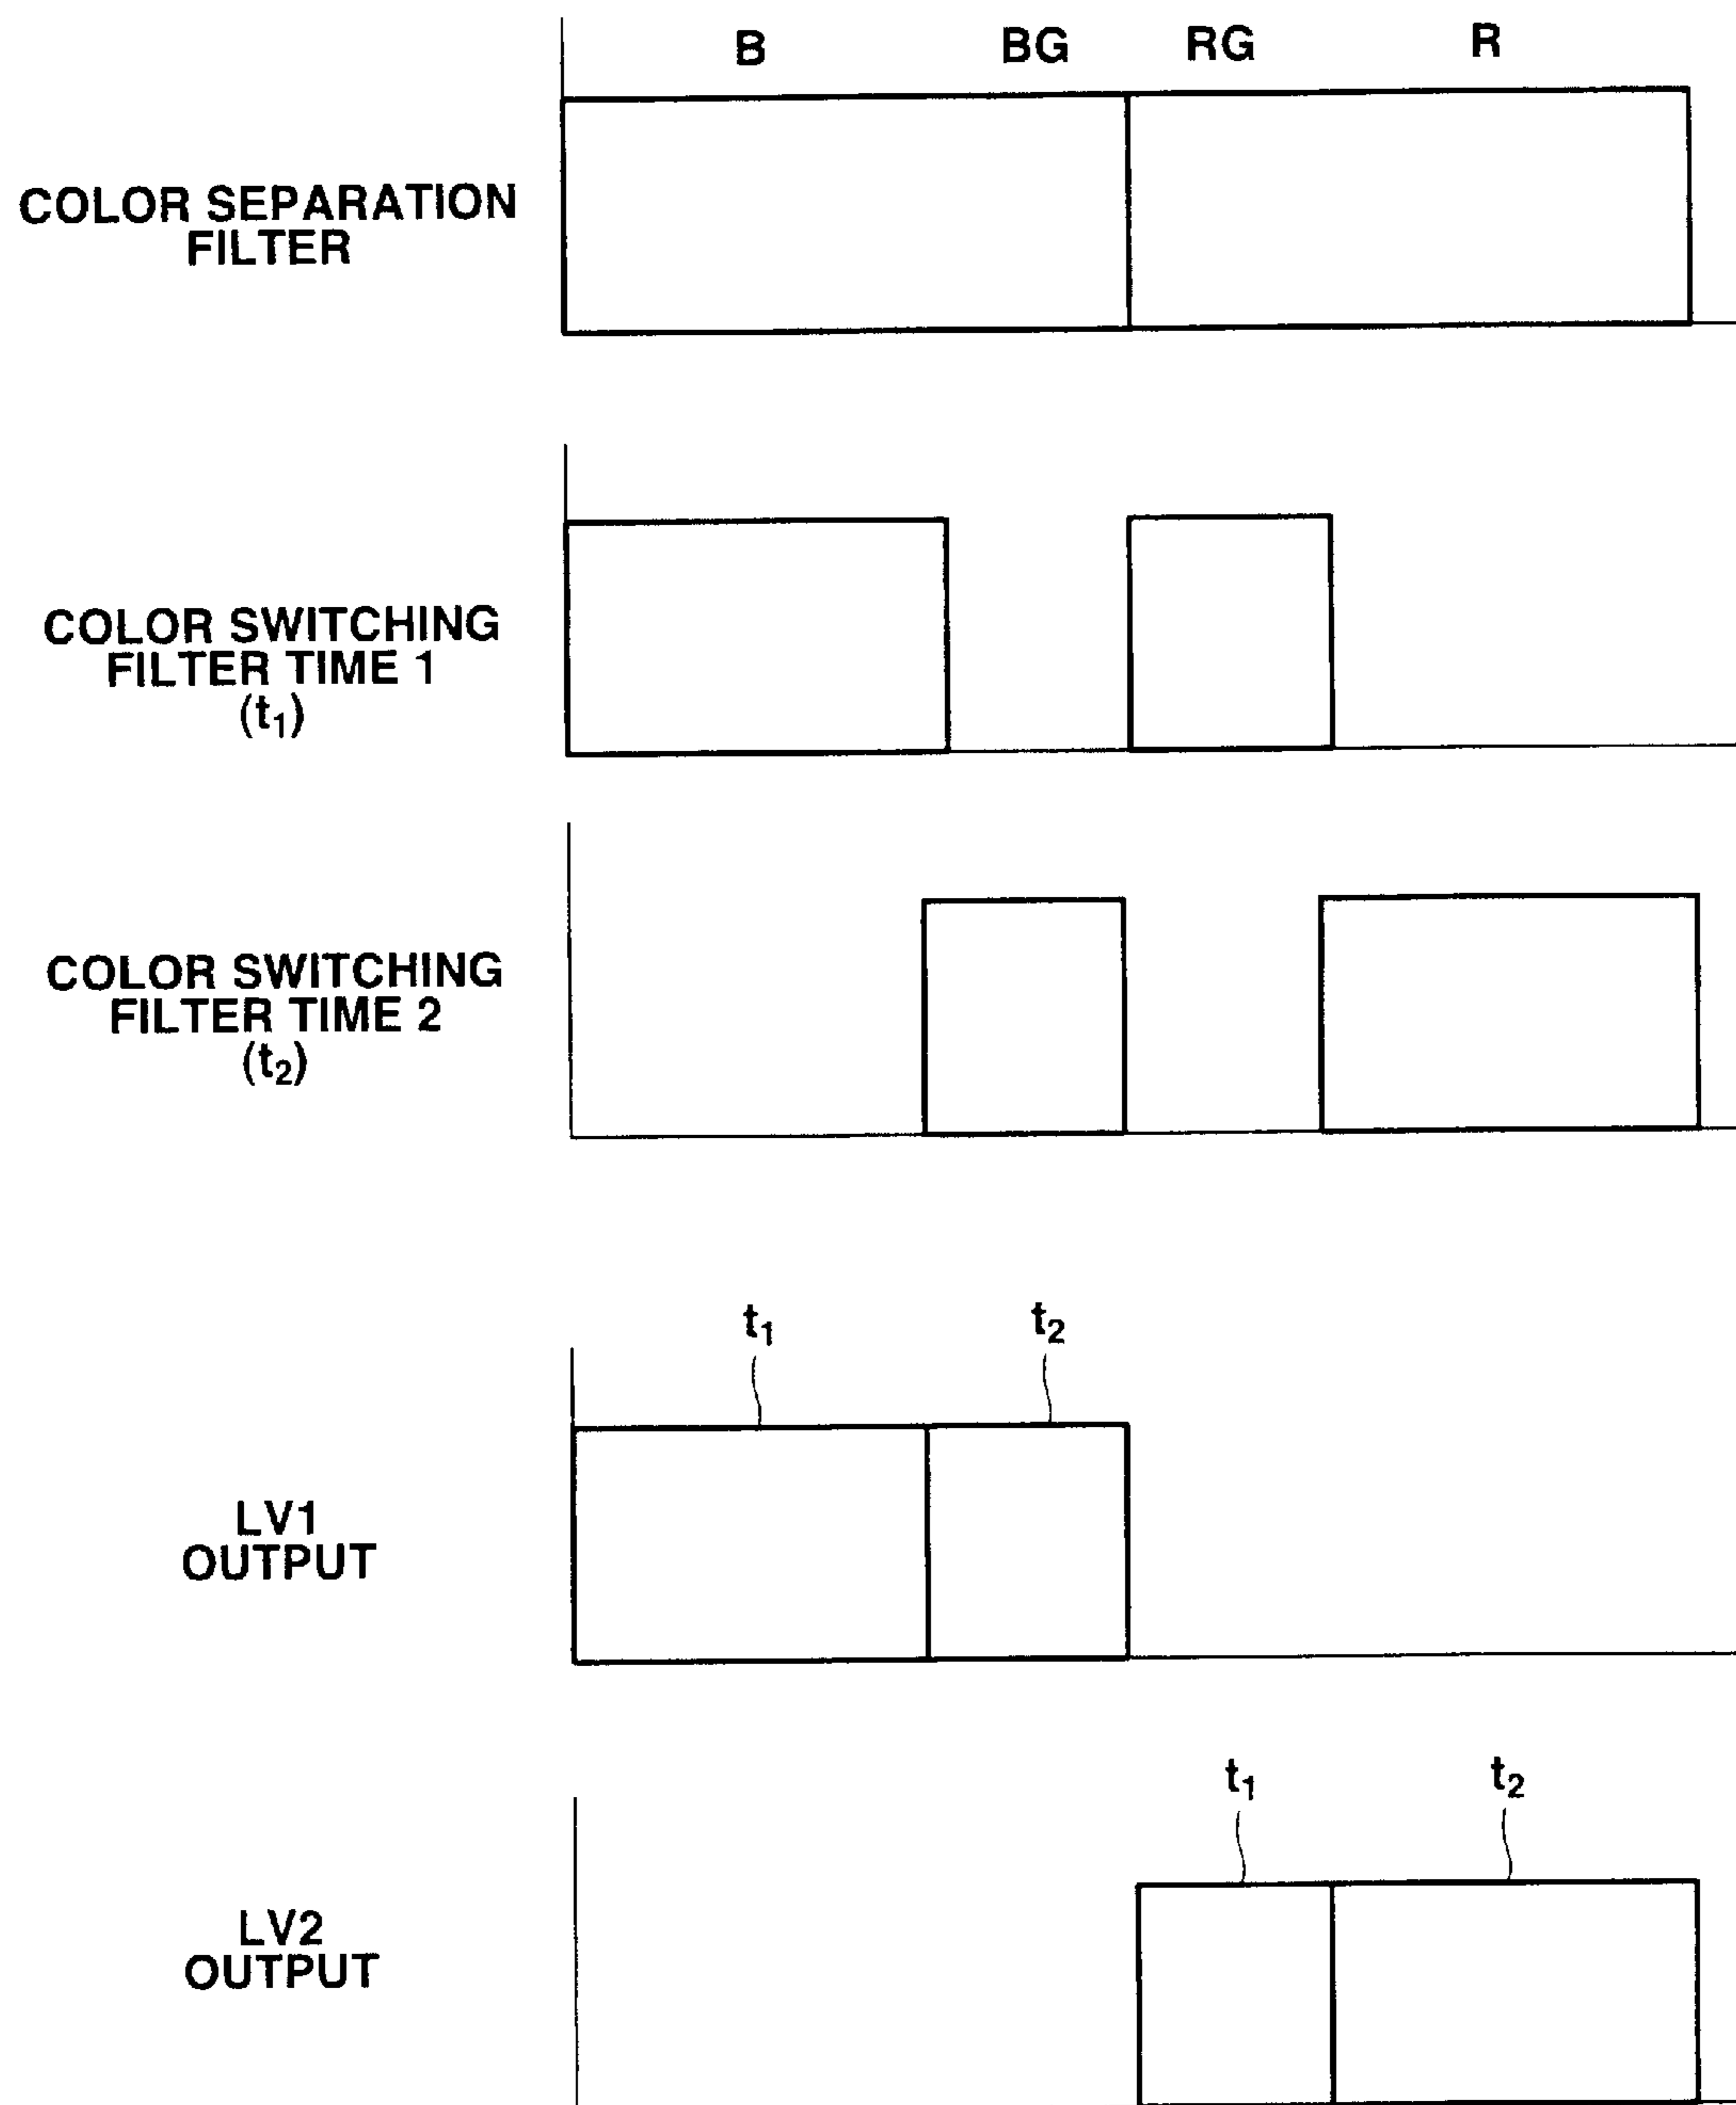 B BG RG R
COLOR SEPARATION
FILTER
COLOR SWITCHING
FILTER TIME 1
(t₁)
COLOR SWITCHING
FILTER TIME 2
(t₂)
t₁ t₂
LV1
OUTPUT
t₁ t₂
LV2
OUTPUT